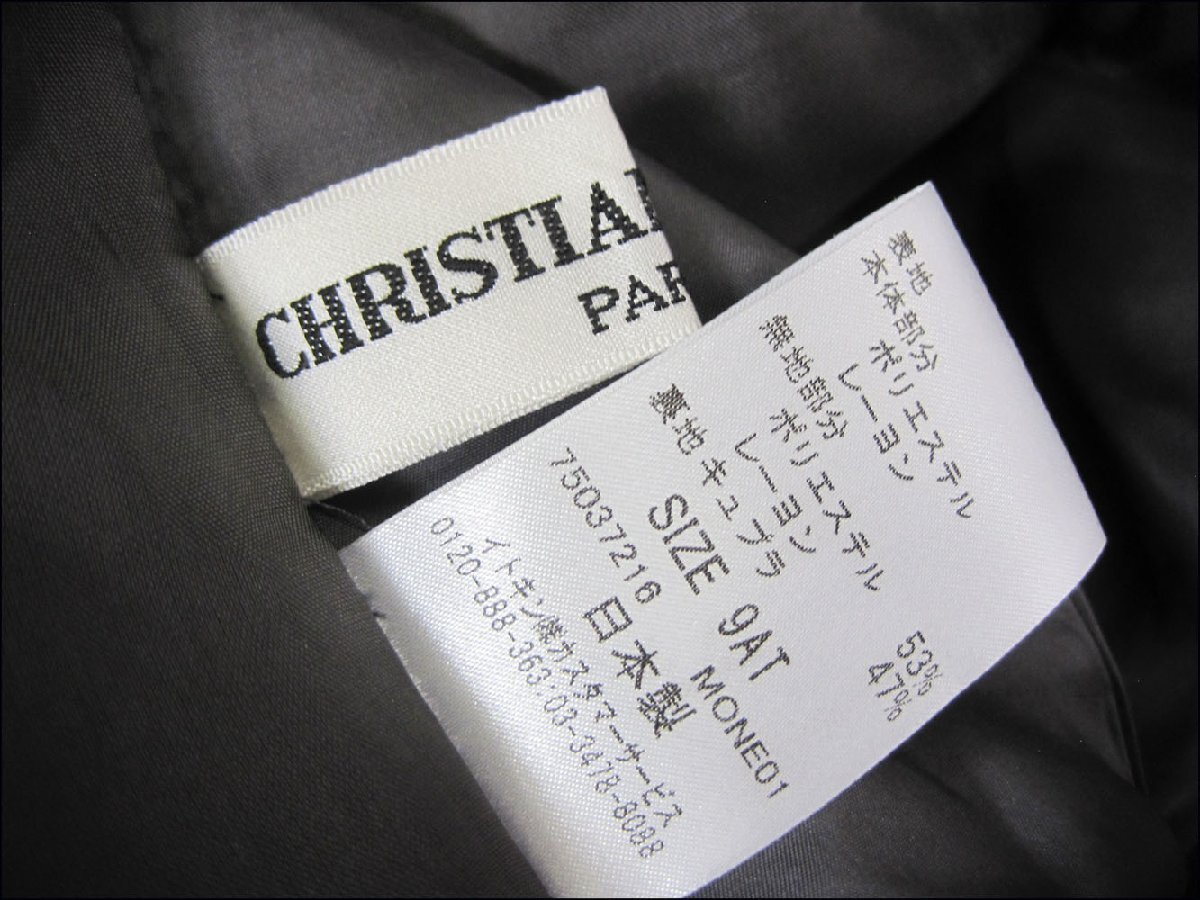 CHRISTIAN
PAR
表地
本体部分 ポリエステル 53%
レーヨン 47%
無地部分 ポリエステル
レーヨン
裏地 キュプラ
SIZE 9AT
75037216 MONE01
日本製
イトキン㈱カスタマーサービス
0120-888-363:03-3478-8088